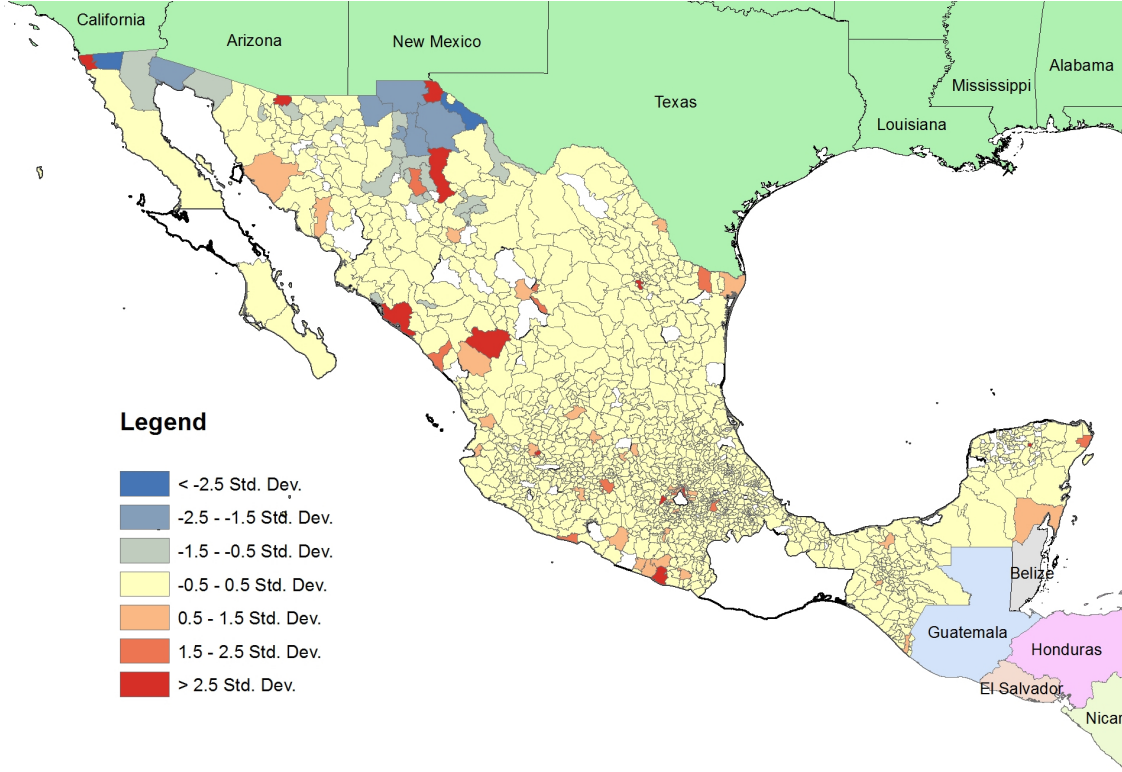 California
Arizona
New Mexico
Texas
Mississippi
Alabama
Louisiana
Legend
< -2.5 Std. Dev.
-2.5 - -1.5 Std. Dev.
-1.5 - -0.5 Std. Dev.
-0.5 - 0.5 Std. Dev.
0.5 - 1.5 Std. Dev.
1.5 - 2.5 Std. Dev.
> 2.5 Std. Dev.
Belize
Guatemala
Honduras
El Salvador
Nicar